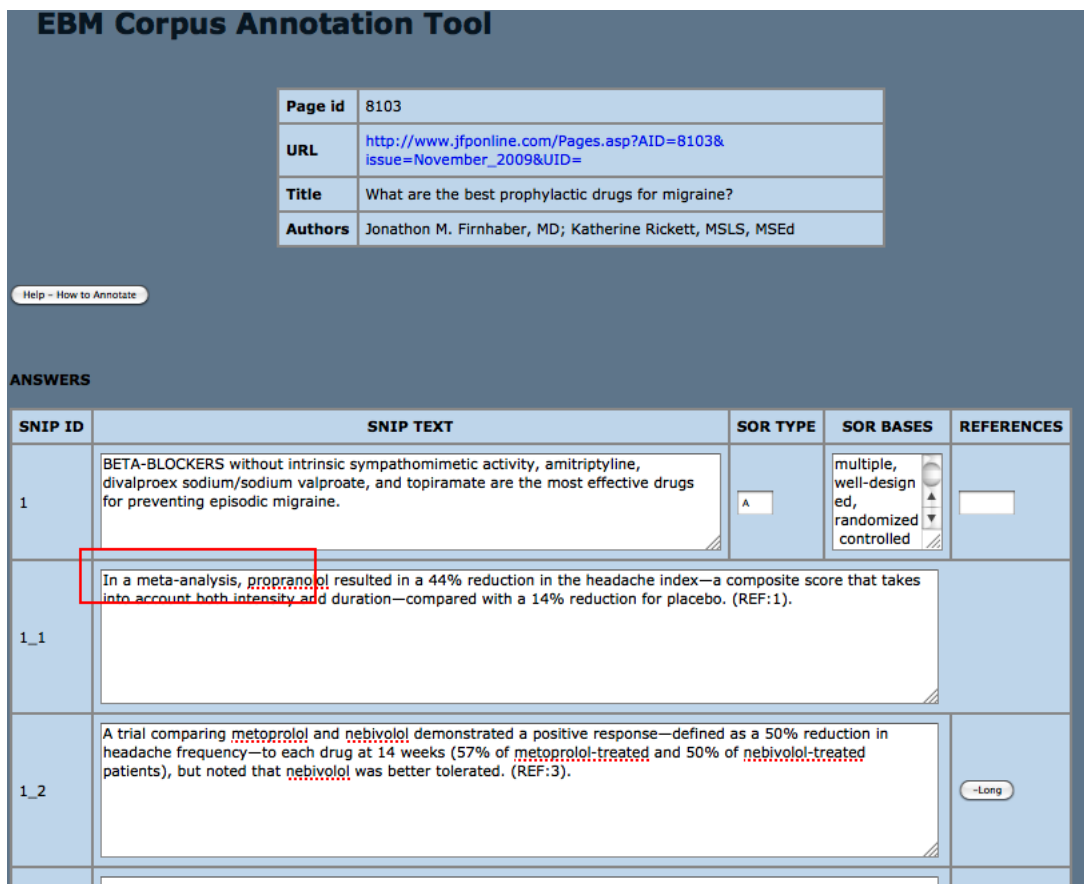 EBM Corpus Annotation Tool
Page id 8103
URL http://www.jfponline.com/Pages.asp?AID=8103&
issue=November_2009&UID=
Title What are the best prophylactic drugs for migraine?
Authors Jonathon M. Firnhaber, MD; Katherine Rickett, MSLS, MSEd
Help - How to Annotate
ANSWERS
SNIP ID SNIP TEXT SOR TYPE SOR BASES REFERENCES
1
BETA-BLOCKERS without intrinsic sympathomimetic activity, amitriptyline,
divalproex sodium/sodium valproate, and topiramate are the most effective drugs
for preventing episodic migraine.
A
multiple,
well-design
ed,
randomized
controlled
1_1
In a meta-analysis, propranolol resulted in a 44% reduction in the headache index—a composite score that takes
into account both intensity and duration—compared with a 14% reduction for placebo. (REF:1).
1_2
A trial comparing metoprolol and nebivolol demonstrated a positive response—defined as a 50% reduction in
headache frequency—to each drug at 14 weeks (57% of metoprolol-treated and 50% of nebivolol-treated
patients), but noted that nebivolol was better tolerated. (REF:3).
-Long